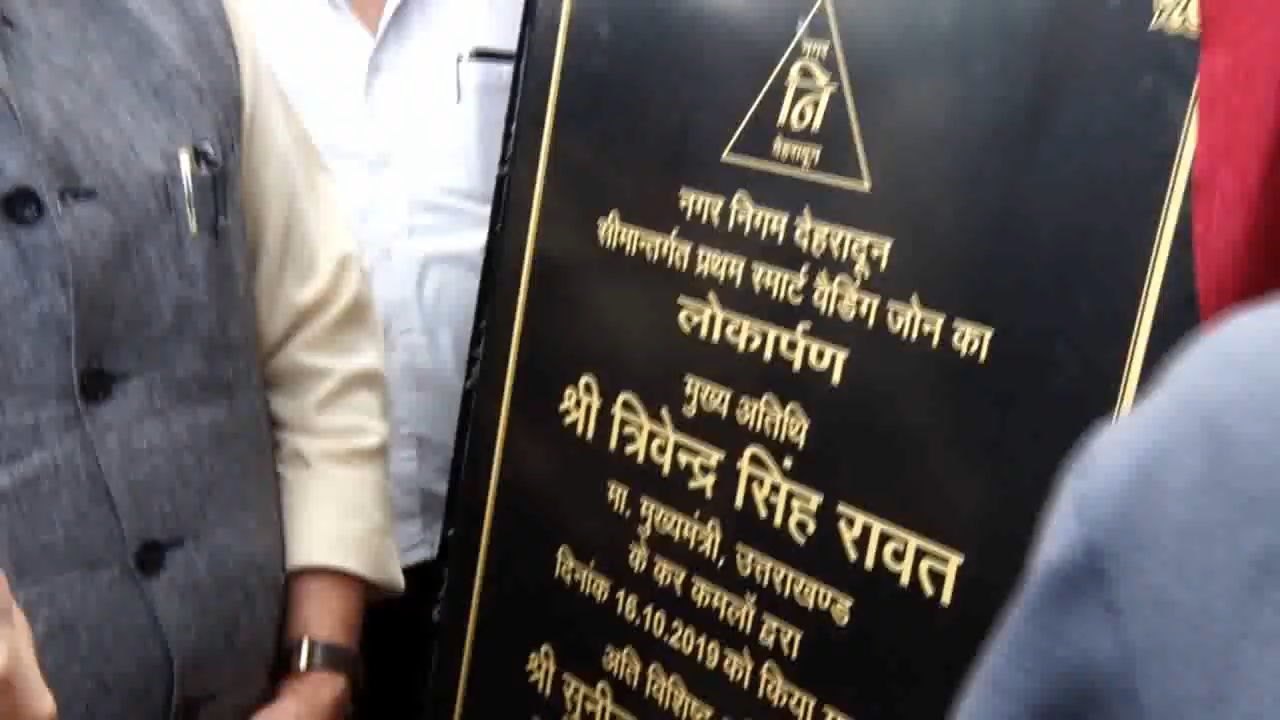 नगर
नि
देहरादून
नगर निगम देहरादून
सीमान्तर्गत प्रथम स्मार्ट वैडिंग जोन का
लोकार्पण
मुख्य अतिथि
श्री त्रिवेन्द्र सिंह रावत
मा. मुख्यमंत्री, उत्तराखण्ड
के कर कमलों द्वरा
दिनांक 16.10.2019 को किया
अति विशिष्ट
श्री